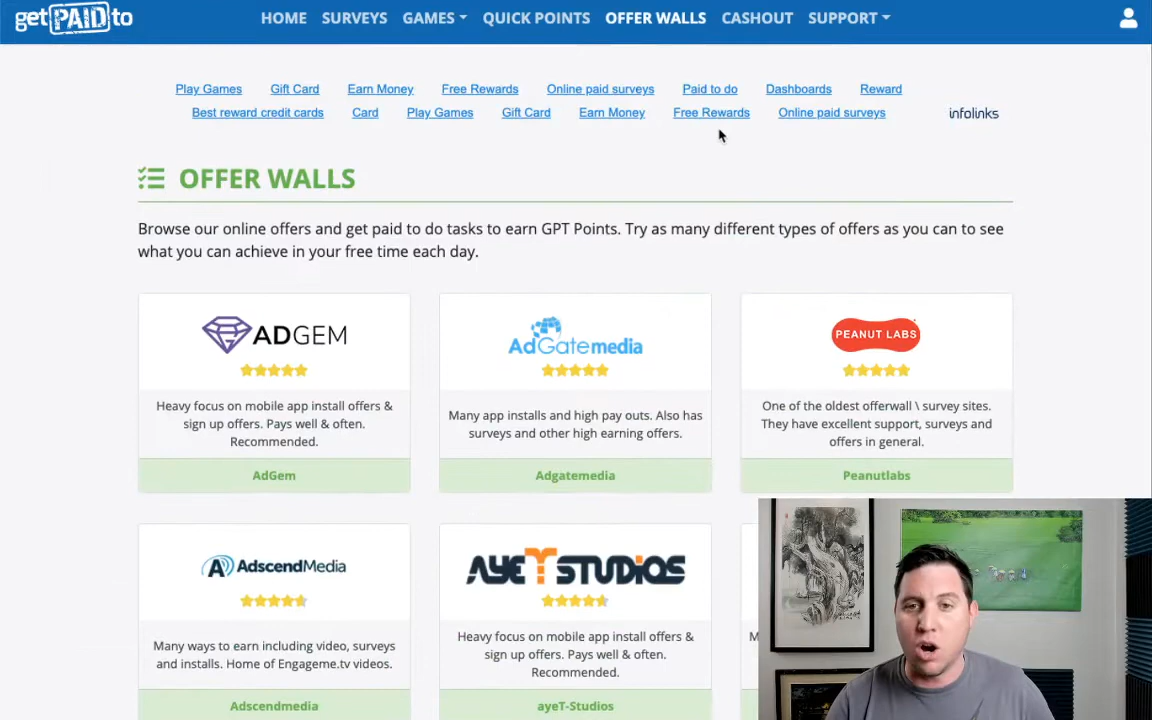 getPAIDto
HOME SURVEYS GAMES QUICK POINTS OFFER WALLS CASHOUT SUPPORT
Play Games Gift Card Earn Money Free Rewards Online paid surveys Paid to do Dashboards Reward
Best reward credit cards Card Play Games Gift Card Earn Money Free Rewards Online paid surveys
infolinks
OFFER WALLS
Browse our online offers and get paid to do tasks to earn GPT Points. Try as many different types of offers as you can to see
what you can achieve in your free time each day.
ADGEM
Heavy focus on mobile app install offers &
sign up offers. Pays well & often.
Recommended.
AdGem
AdGatemedia
Many app installs and high pay outs. Also has
surveys and other high earning offers.
Adgatemedia
PEANUT LABS
One of the oldest offerwall \ survey sites.
They have excellent support, surveys and
offers in general.
Peanutlabs
AdscendMedia
Many ways to earn including video, surveys
and installs. Home of Engageme.tv videos.
Adscendmedia
AYET STUDIOS
Heavy focus on mobile app install offers &
sign up offers. Pays well & often.
Recommended.
ayeT-Studios